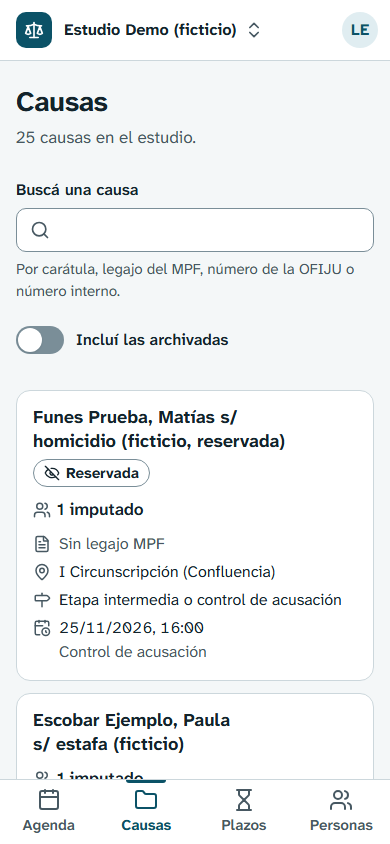 Estudio Demo (ficticio)
LE
Causas
25 causas en el estudio.
Buscá una causa
Por carátula, legajo del MPF, número de la OFIJU o
número interno.
Incluí las archivadas
Funes Prueba, Matías s/
homicidio (ficticio, reservada)
Reservada
1 imputado
Sin legajo MPF
I Circunscripción (Confluencia)
Etapa intermedia o control de acusación
25/11/2026, 16:00
Control de acusación
Escobar Ejemplo, Paula
s/ estafa (ficticio)
1 imputado
Agenda
Causas
Plazos
Personas